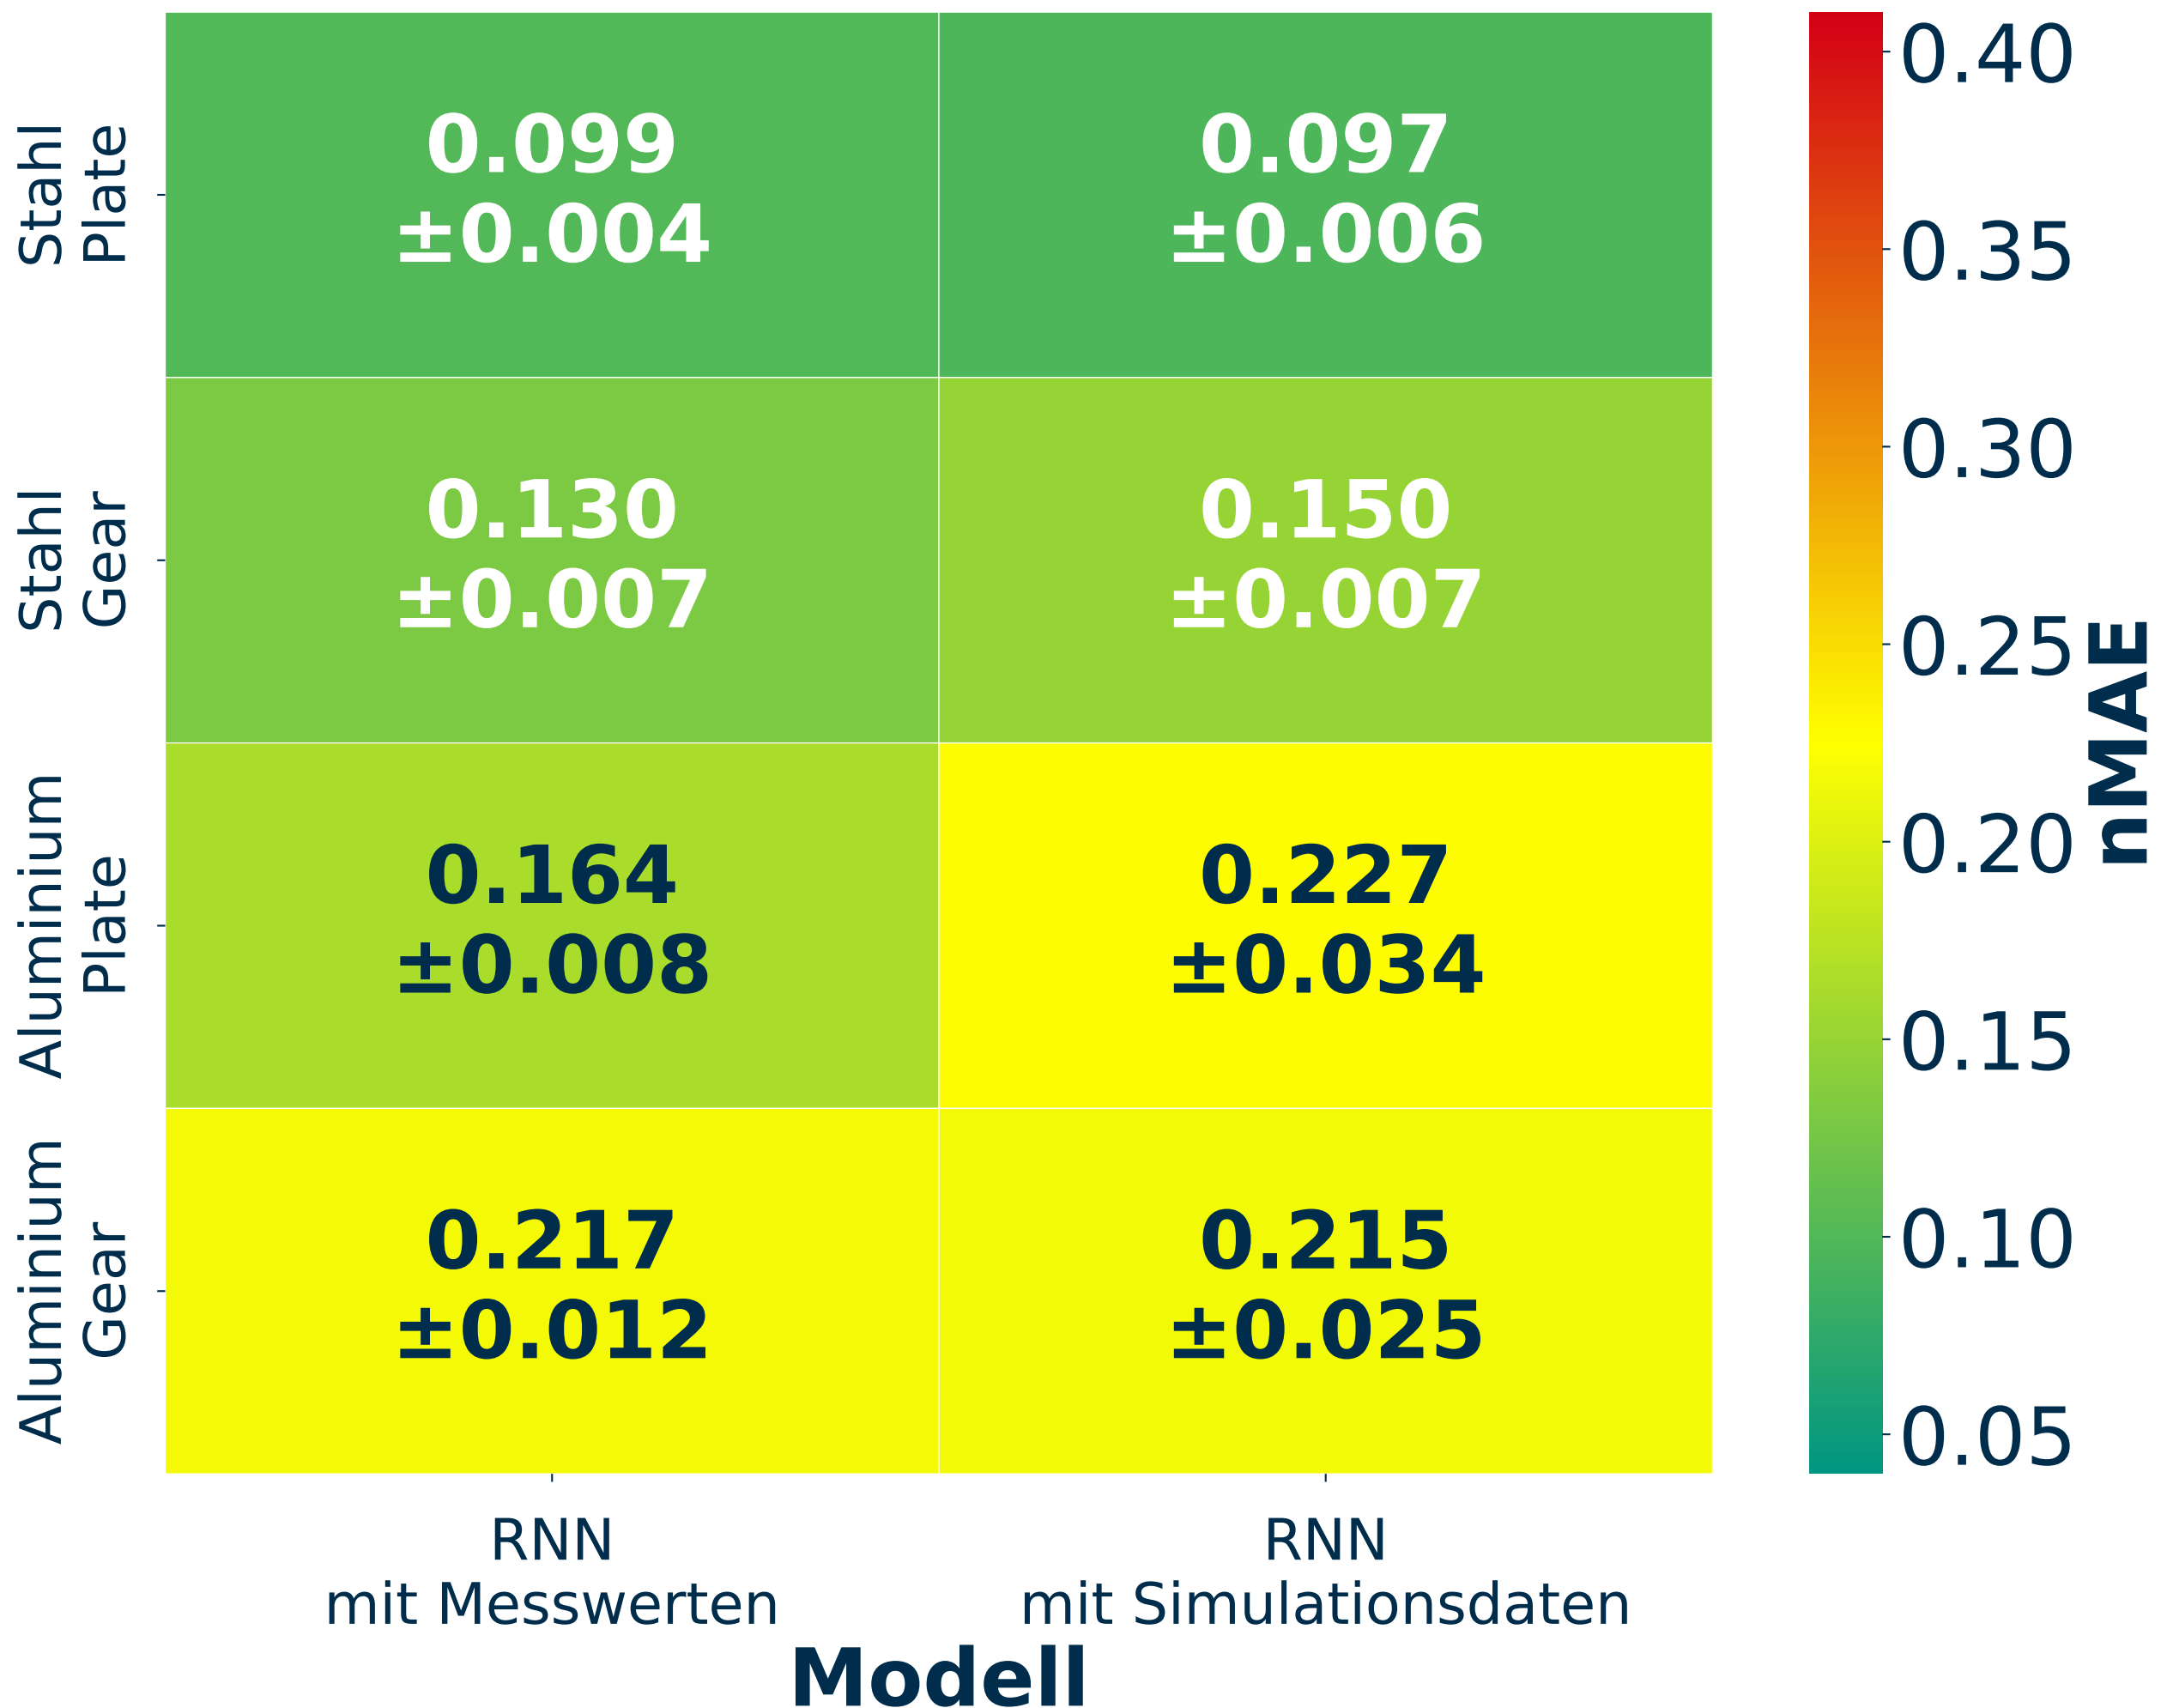 Stahl
Plate
0.099
±0.004
0.097
±0.006
Stahl
Gear
0.130
±0.007
0.150
±0.007
Aluminium
Plate
0.164
±0.008
0.227
±0.034
Aluminium
Gear
0.217
±0.012
0.215
±0.025
RNN
mit Messwerten
RNN
mit Simulationsdaten
Modell
0.40
0.35
0.30
0.25
0.20
0.15
0.10
0.05
nMAE